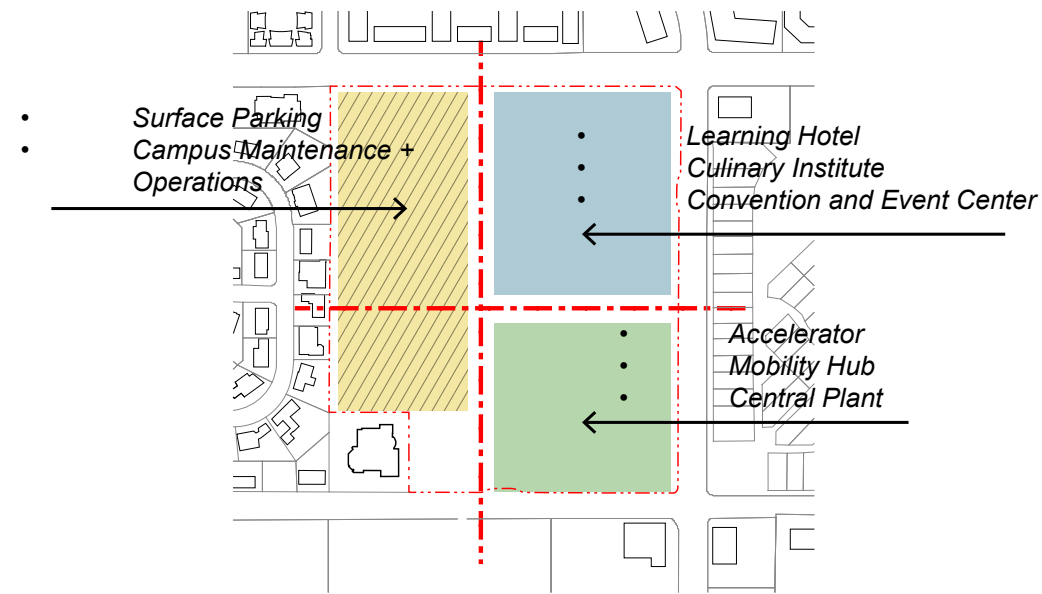 • Surface Parking
• Campus Maintenance +
Operations
• Learning Hotel
• Culinary Institute
• Convention and Event Center
• Accelerator
• Mobility Hub
• Central Plant